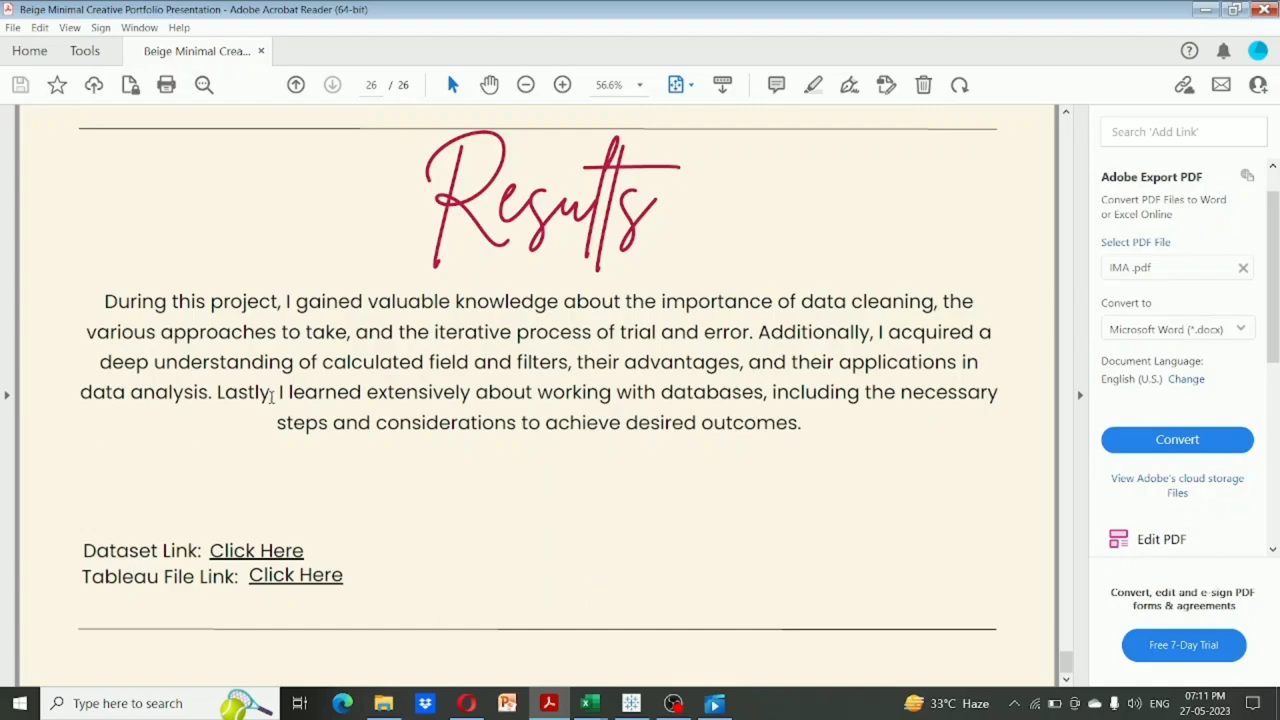 Beige Minimal Creative Portfolio Presentation - Adobe Acrobat Reader (64-bit)
File Edit View Sign Window Help
Home Tools Beige Minimal Crea... ×
26 / 26 56.6%
Search 'Add Link'
Results
During this project, I gained valuable knowledge about the importance of data cleaning, the
various approaches to take, and the iterative process of trial and error. Additionally, I acquired a
deep understanding of calculated field and filters, their advantages, and their applications in
data analysis. Lastly, I learned extensively about working with databases, including the necessary
steps and considerations to achieve desired outcomes.
Dataset Link: Click Here
Tableau File Link: Click Here
Adobe Export PDF
Convert PDF Files to Word
or Excel Online
Select PDF File
IMA .pdf
Convert to
Microsoft Word (*.docx)
Document Language:
English (U.S.) Change
Convert
View Adobe's cloud storage
Files
Edit PDF
Convert, edit and e-sign PDF
forms & agreements
Free 7-Day Trial
Type here to search
33°C Haze
07:11 PM
27-05-2023